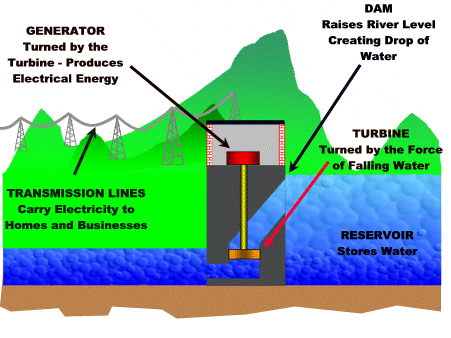 GENERATOR
Turned by the
Turbine - Produces
Electrical Energy
DAM
Raises River Level
Creating Drop of
Water
TURBINE
Turned by the Force
of Falling Water
TRANSMISSION LINES
Carry Electricity to
Homes and Businesses
RESERVOIR
Stores Water